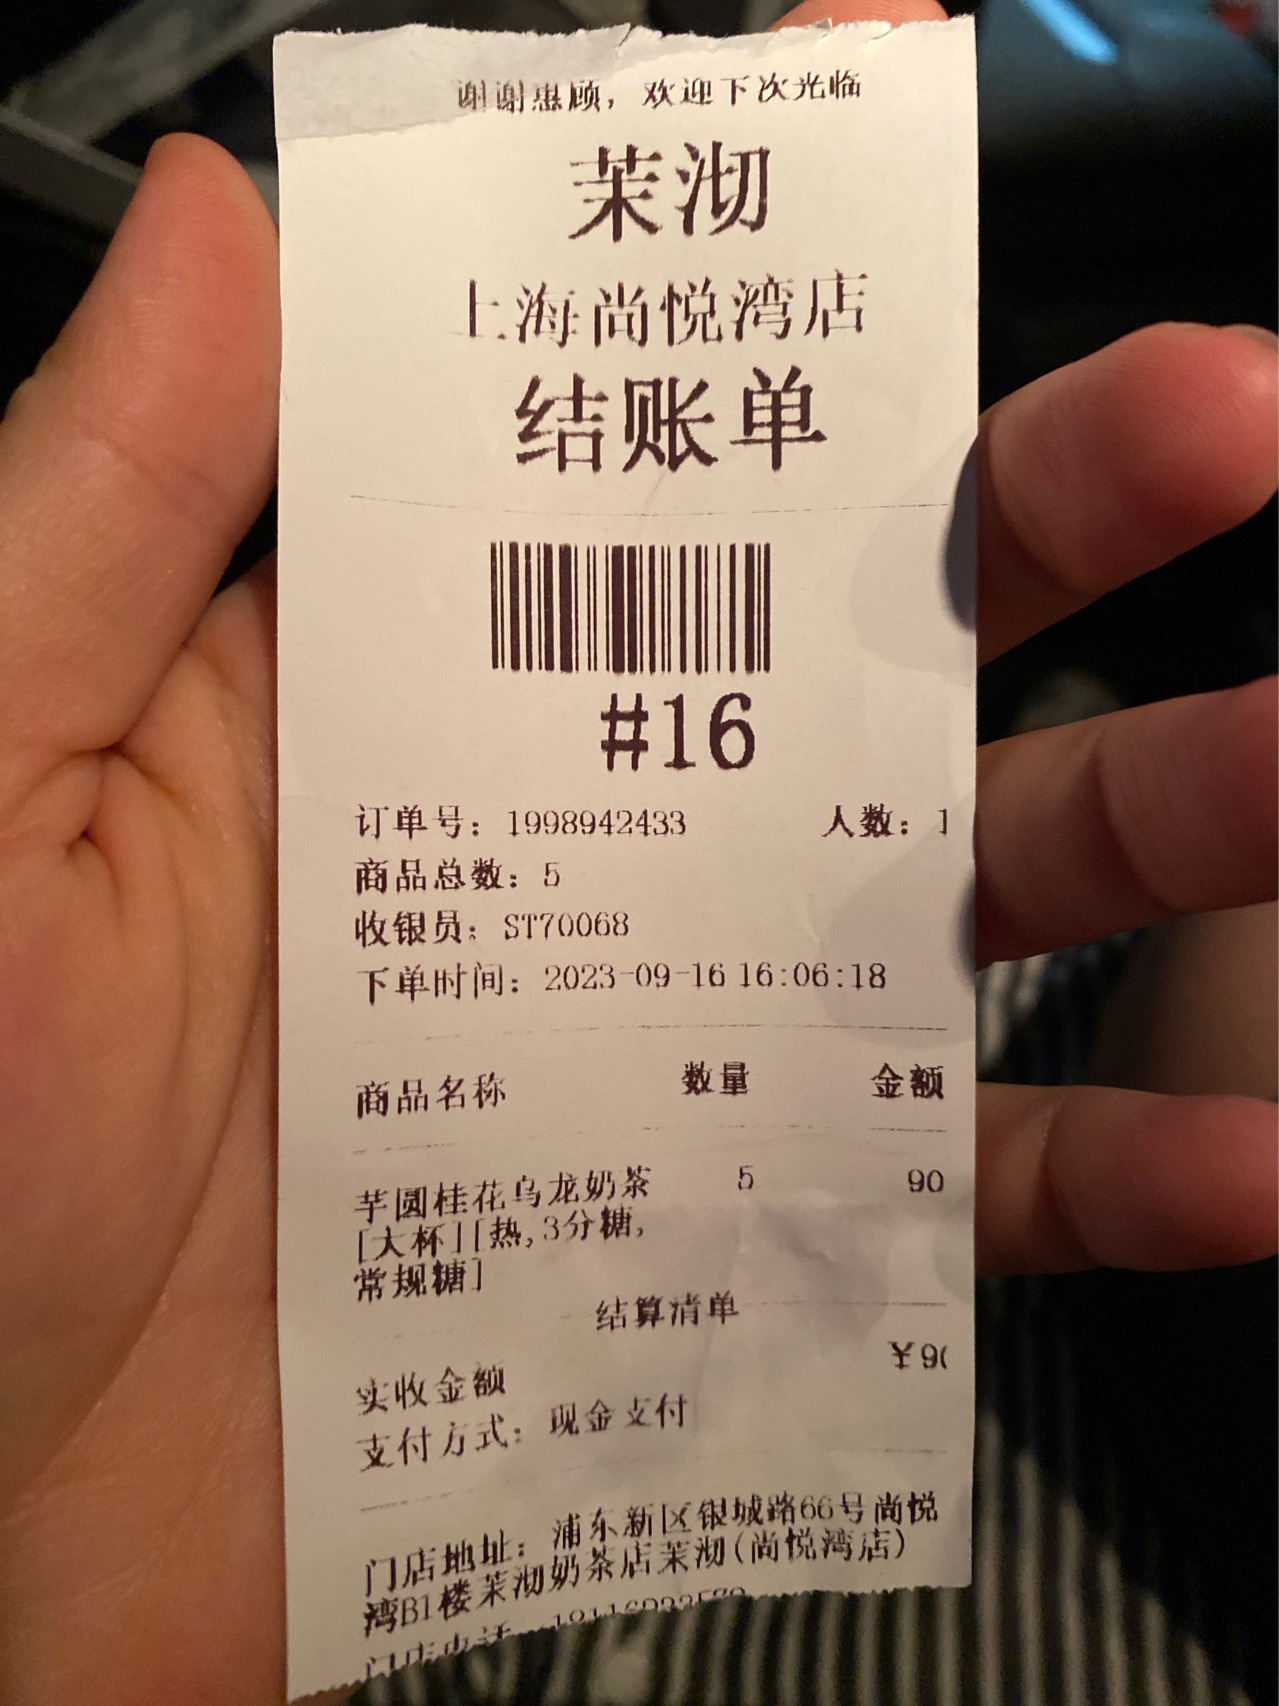 谢谢惠顾，欢迎下次光临
茉沏
上海尚悦湾店
结账单
#16
订单号：1998942433 人数：1
商品总数：5
收银员：ST70068
下单时间：2023-09-16 16:06:18
商品名称 数量 金额
芋圆桂花乌龙奶茶 5 90
[大杯][热,3分糖,
常规糖]
结算清单
实收金额 ¥90
支付方式：现金支付
门店地址：浦东新区银城路66号尚悦
湾B1楼茉沏奶茶店茉沏(尚悦湾店)
门店电话：